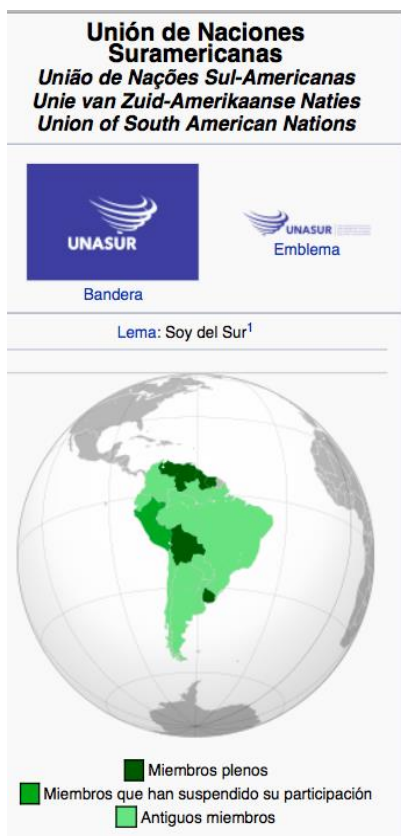 Unión de Naciones
Suramericanas
União de Nações Sul-Americanas
Unie van Zuid-Amerikaanse Naties
Union of South American Nations
UNASUR
UNASUR
Emblema
Bandera
Lema: Soy del Sur1
Miembros plenos
Miembros que han suspendido su participación
Antiguos miembros